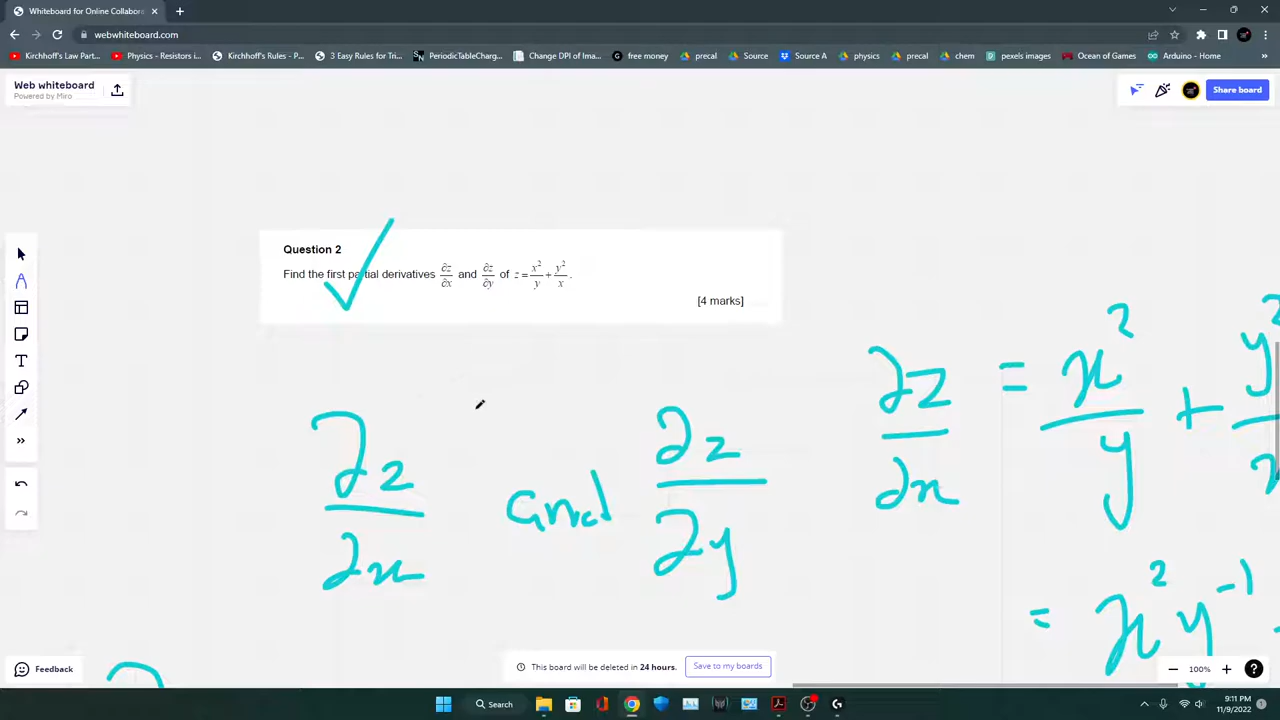 Whiteboard for Online Collabora
webwhiteboard.com
Kirchhoff's Law Part...
Physics - Resistors i...
Kirchhoff's Rules - P...
3 Easy Rules for Tri...
PeriodicTableCharg...
Change DPI of Ima...
free money
precal
Source
Source A
physics
precal
chem
pexels images
Ocean of Games
Arduino - Home
Web whiteboard
Powered by Miro
Share board
Question 2
Find the first partial derivatives ∂z/∂x and ∂z/∂y of z = x²/y + y²/x.
[4 marks]
∂z/∂x and ∂z/∂y
∂z/∂x = x²/y + y²/x
= x² y⁻¹
Feedback
This board will be deleted in 24 hours.
Save to my boards
100%
Search
9:11 PM
11/9/2022